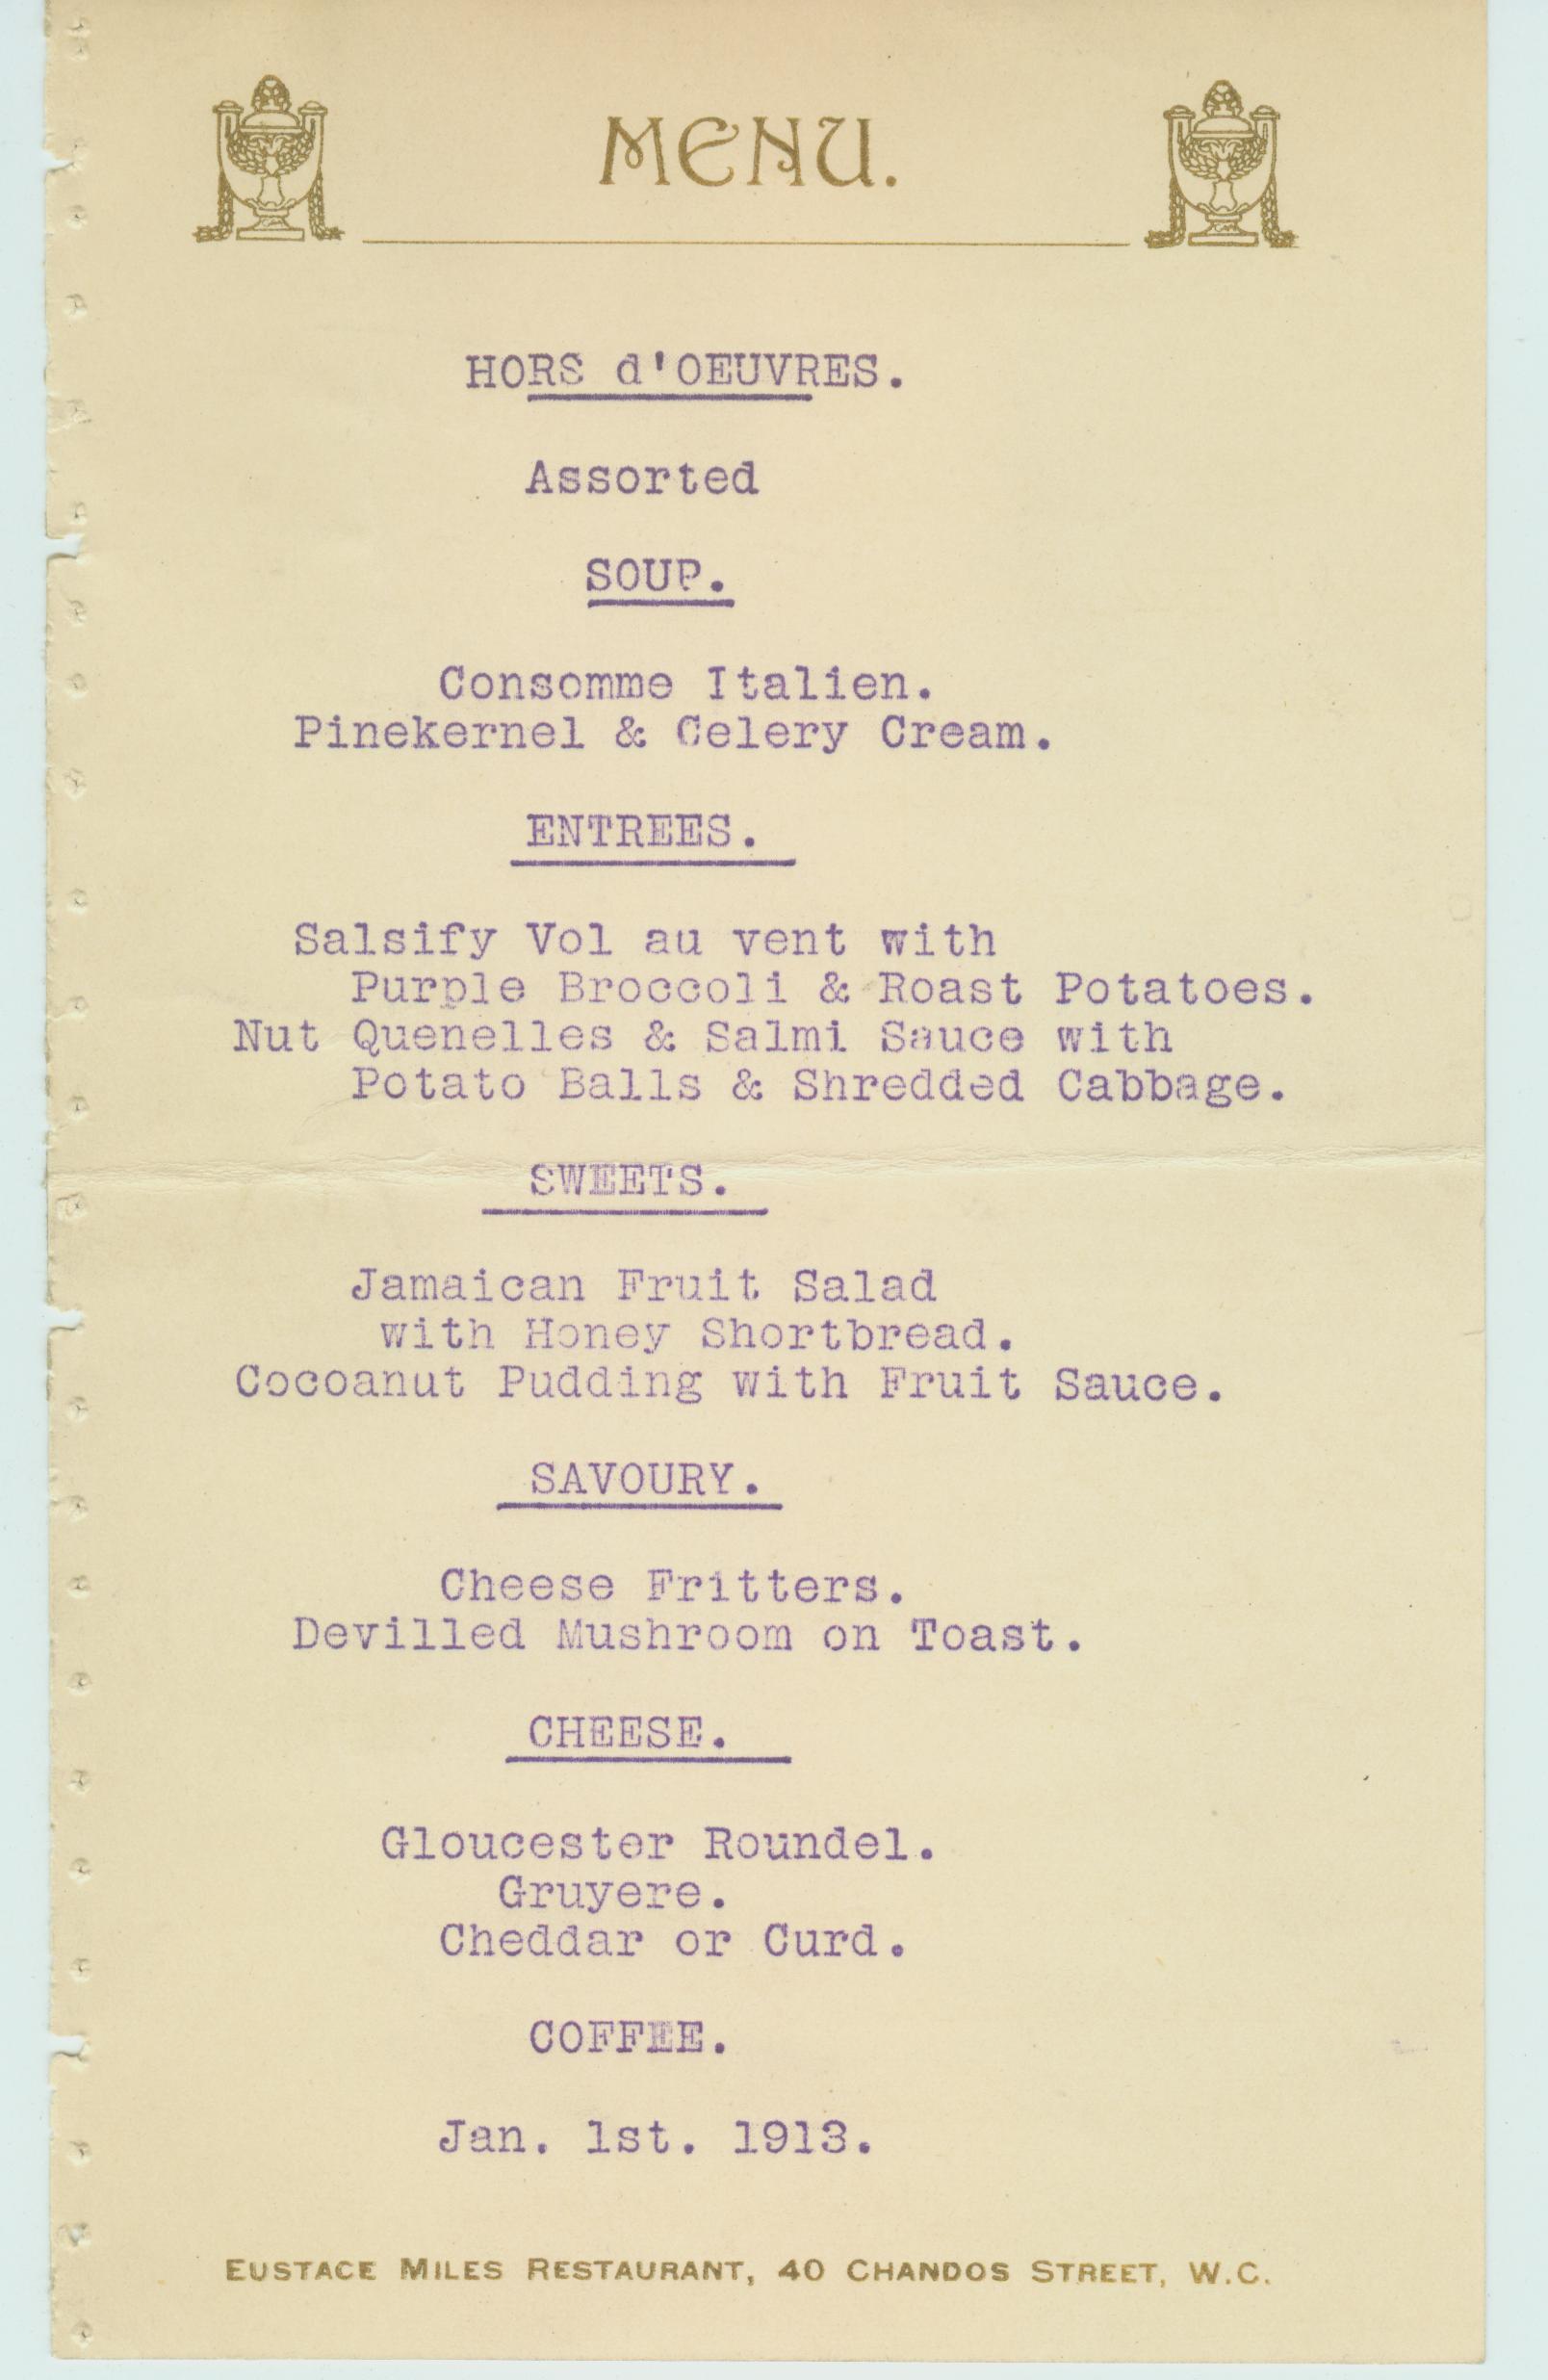 MENU.
HORS d'OEUVRES.
Assorted
SOUP.
Consomme Italien.
Pinekernel & Celery Cream.
ENTREES.
Salsify Vol au vent with
Purple Broccoli & Roast Potatoes.
Nut Quenelles & Salmi Sauce with
Potato Balls & Shredded Cabbage.
SWEETS.
Jamaican Fruit Salad
with Honey Shortbread.
Cocoanut Pudding with Fruit Sauce.
SAVOURY.
Cheese Fritters.
Devilled Mushroom on Toast.
CHEESE.
Gloucester Roundel.
Gruyere.
Cheddar or Curd.
COFFEE.
Jan. 1st. 1913.
EUSTACE MILES RESTAURANT, 40 CHANDOS STREET, W.C.